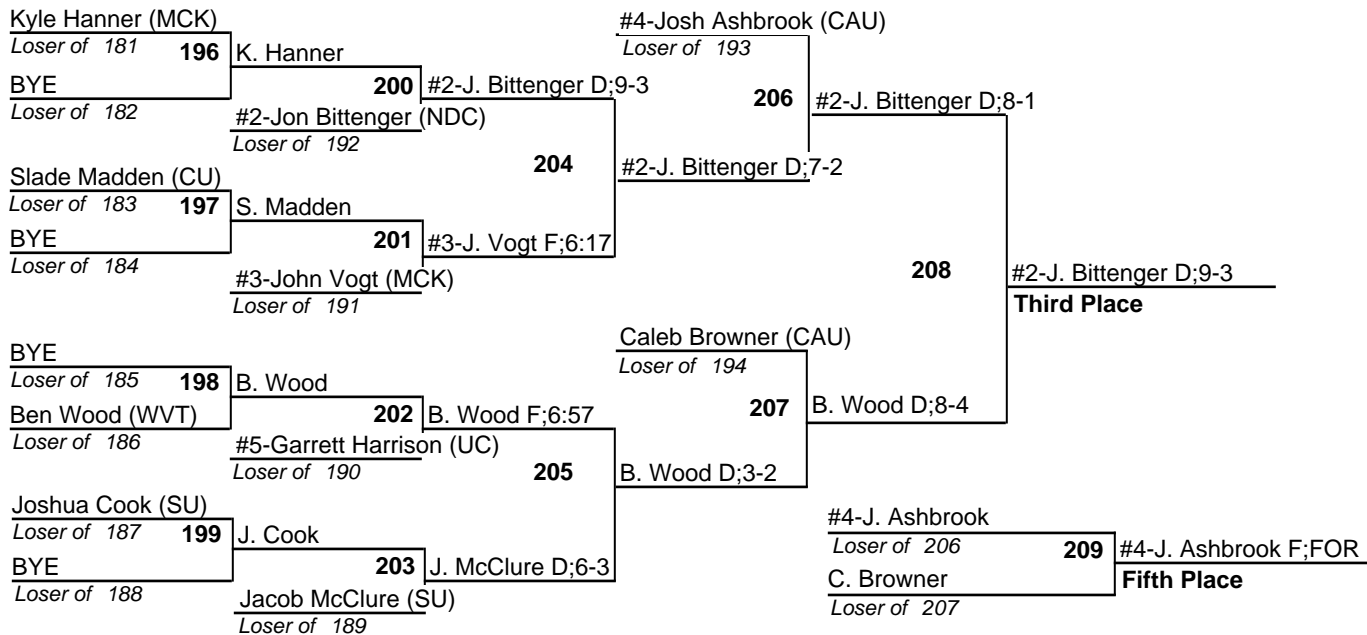 Kyle Hanner (MCK)
Loser of 181
196
K. Hanner
BYE
Loser of 182
200
#2-J. Bittenger D;9-3
#2-Jon Bittenger (NDC)
Loser of 192
204
Slade Madden (CU)
Loser of 183
197
S. Madden
BYE
Loser of 184
201
#3-J. Vogt F;6:17
#3-John Vogt (MCK)
Loser of 191
BYE
Loser of 185
198
B. Wood
Ben Wood (WVT)
Loser of 186
202
B. Wood F;6:57
#5-Garrett Harrison (UC)
Loser of 190
205
Joshua Cook (SU)
Loser of 187
199
J. Cook
BYE
Loser of 188
203
J. McClure D;6-3
Jacob McClure (SU)
Loser of 189
#4-Josh Ashbrook (CAU)
Loser of 193
206
#2-J. Bittenger D;8-1
#2-J. Bittenger D;7-2
208
#2-J. Bittenger D;9-3
Third Place
Caleb Browner (CAU)
Loser of 194
207
B. Wood D;8-4
B. Wood D;3-2
#4-J. Ashbrook
Loser of 206
209
#4-J. Ashbrook F;FOR
C. Browner
Fifth Place
Loser of 207